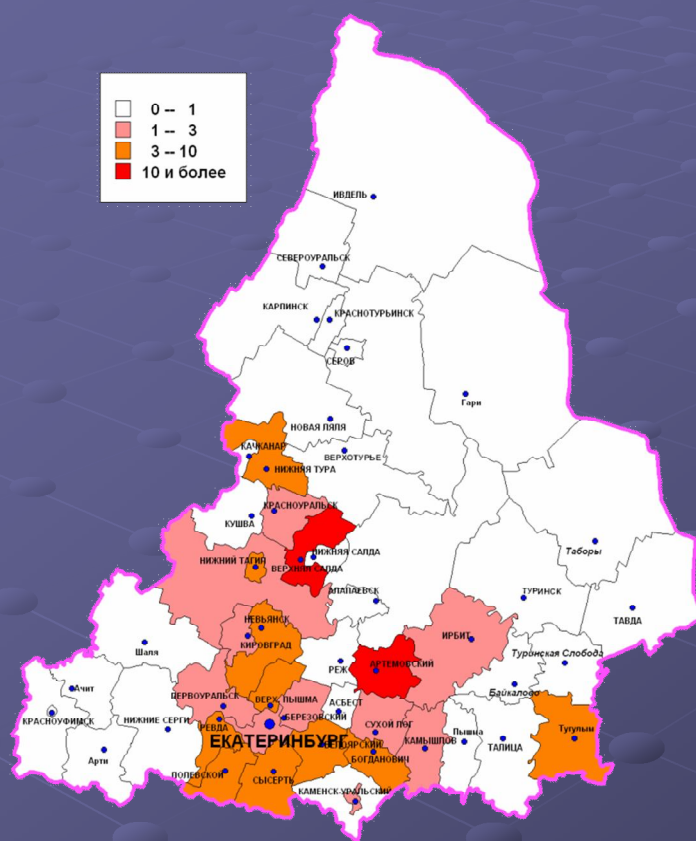 0 -- 1
1 -- 3
3 -- 10
10 и более
ИВДЕЛЬ
СЕВЕРОУРАЛЬСК
КАРПИНСК
КРАСНОТУРЬИНСК
СЕРОВ
Гари
НОВАЯ ЛЯЛЯ
КАЧКАНАР
ВЕРХОТУРЬЕ
НИЖНЯЯ ТУРА
КРАСНОУРАЛЬСК
КУШВА
НИЖНЯЯ САЛДА
Таборы
НИЖНИЙ ТАГИЛ
ВЕРХНЯЯ САЛДА
АЛАПАЕВСК
ТУРИНСК
ТАВДА
НЕВЬЯНСК
ИРБИТ
КИРОВГРАД
Шаля
Туринская Слобода
РЕЖ
АРТЕМОВСКИЙ
Ачит
Байкалово
ПЕРВОУРАЛЬСК
ВЕРХ. ПЫШМА
АСБЕСТ
КРАСНОУФИМСК
НИЖНИЕ СЕРГИ
БЕРЕЗОВСКИЙ
СУХОЙ ЛОГ
РЕВДА
Пышма
Тугулым
ЕКАТЕРИНБУРГ
КАМЫШЛОВ
ТАЛИЦА
Арти
БОГДАНОВИЧ
ПОЛЕВСКОЙ
СЫСЕРТЬ
КАМЕНСК-УРАЛЬСКИЙ